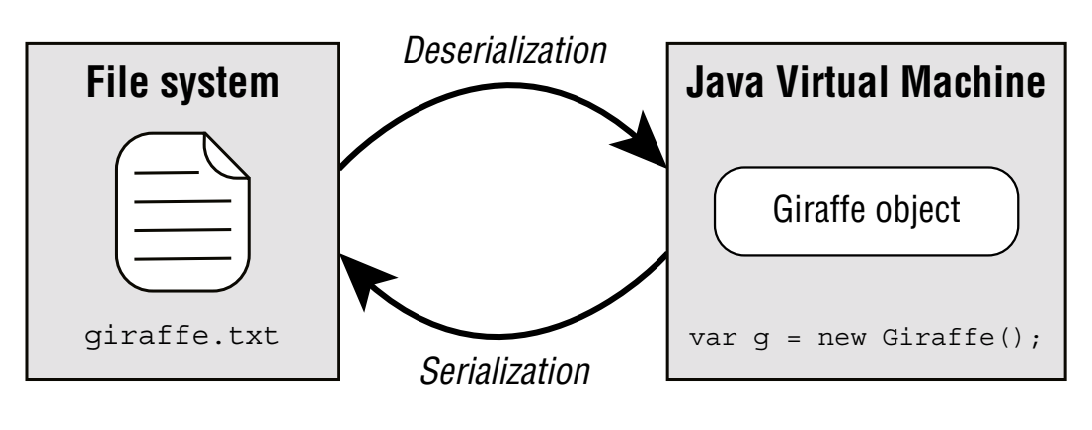 Deserialization
File system
Java Virtual Machine
Giraffe object
giraffe.txt
var g = new Giraffe();
Serialization